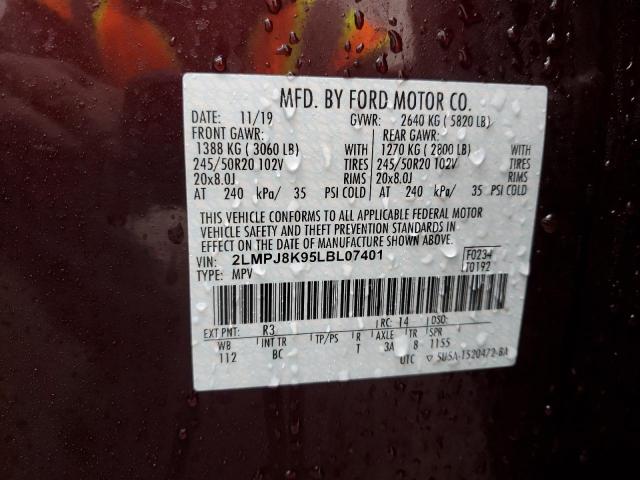 MFD. BY FORD MOTOR CO.
DATE: 11/19 GVWR: 2640 KG ( 5820 LB)
FRONT GAWR: REAR GAWR:
1388 KG ( 3060 LB) WITH 1270 KG ( 2800 LB) WITH
245/50R20 102V TIRES 245/50R20 102V TIRES
20x8.0J RIMS 20x8.0J RIMS
AT 240 kPa/ 35 PSI COLD AT 240 kPa/ 35 PSI COLD
THIS VEHICLE CONFORMS TO ALL APPLICABLE FEDERAL MOTOR
VEHICLE SAFETY AND THEFT PREVENTION STANDARDS IN
EFFECT ON THE DATE OF MANUFACTURE SHOWN ABOVE.
VIN: 2LMPJ8K95LBL07401 F0234
TYPE: MPV T0192
EXT PNT: R3 RC: 14 DSO:
WB INT TR TP/PS R AXLE TR SPR
112 BC T 3A 8 1155
UTC ▽ 5U5A-1520472-BA